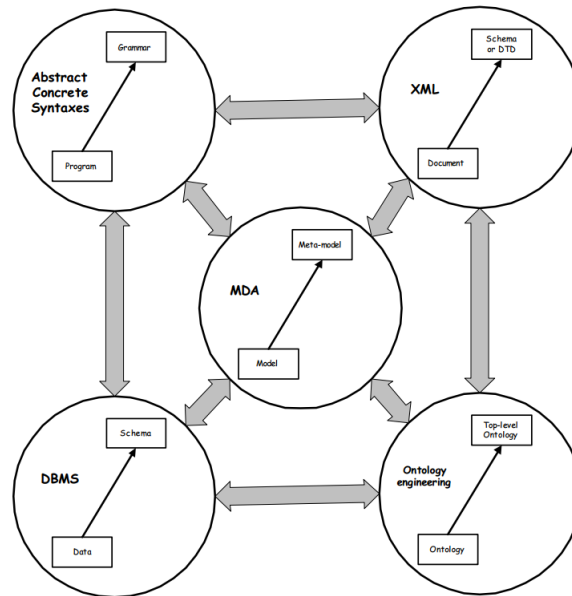 Grammar
Abstract
Concrete
Syntaxes
Program
Schema
or DTD
XML
Document
Meta-model
MDA
Model
Schema
DBMS
Data
Top-level
Ontology
Ontology
engineering
Ontology